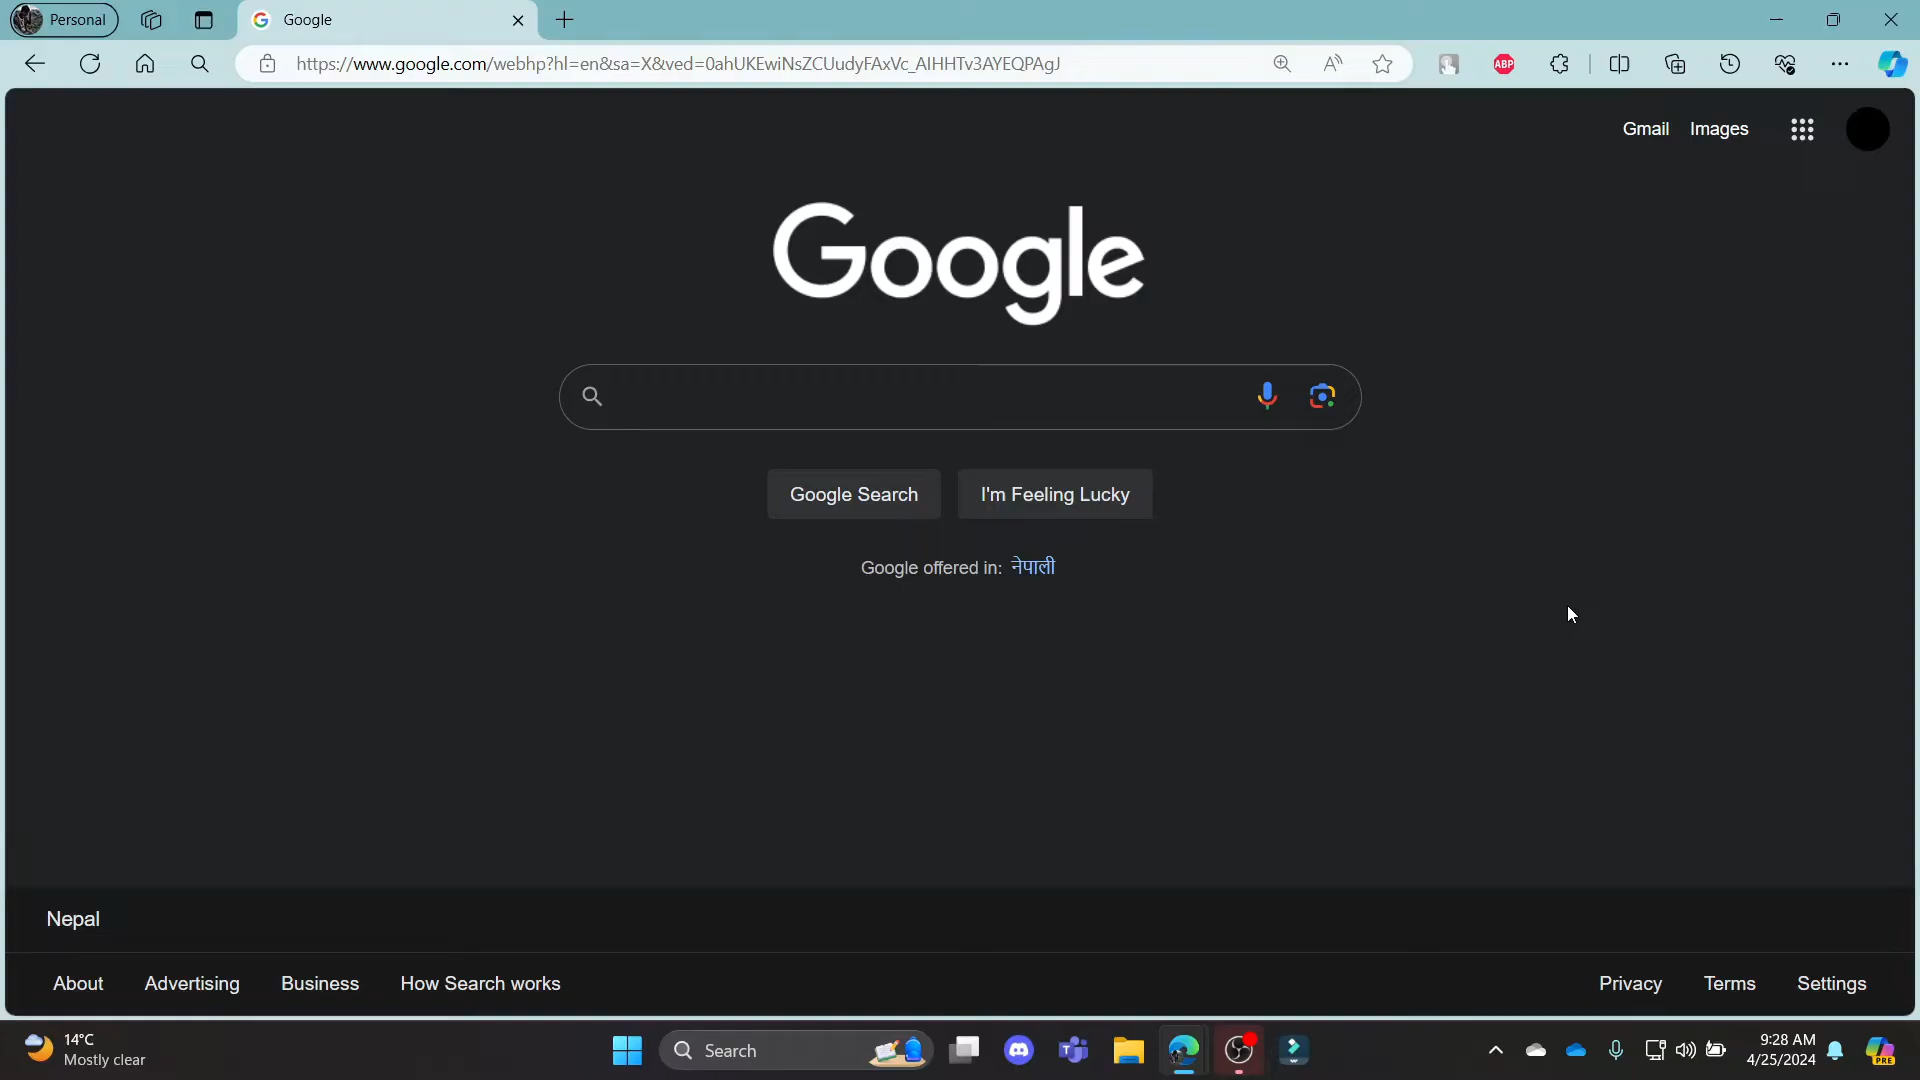 Personal
Google
https://www.google.com/webhp?hl=en&sa=X&ved=0ahUKEwiNsZCUudyFAxVc_AIHHTv3AYEQPAgJ
ABP
Gmail Images
Google
Google Search I'm Feeling Lucky
Google offered in: नेपाली
Nepal
About Advertising Business How Search works Privacy Terms Settings
14°C
Mostly clear
Search
9:28 AM
4/25/2024
PRE